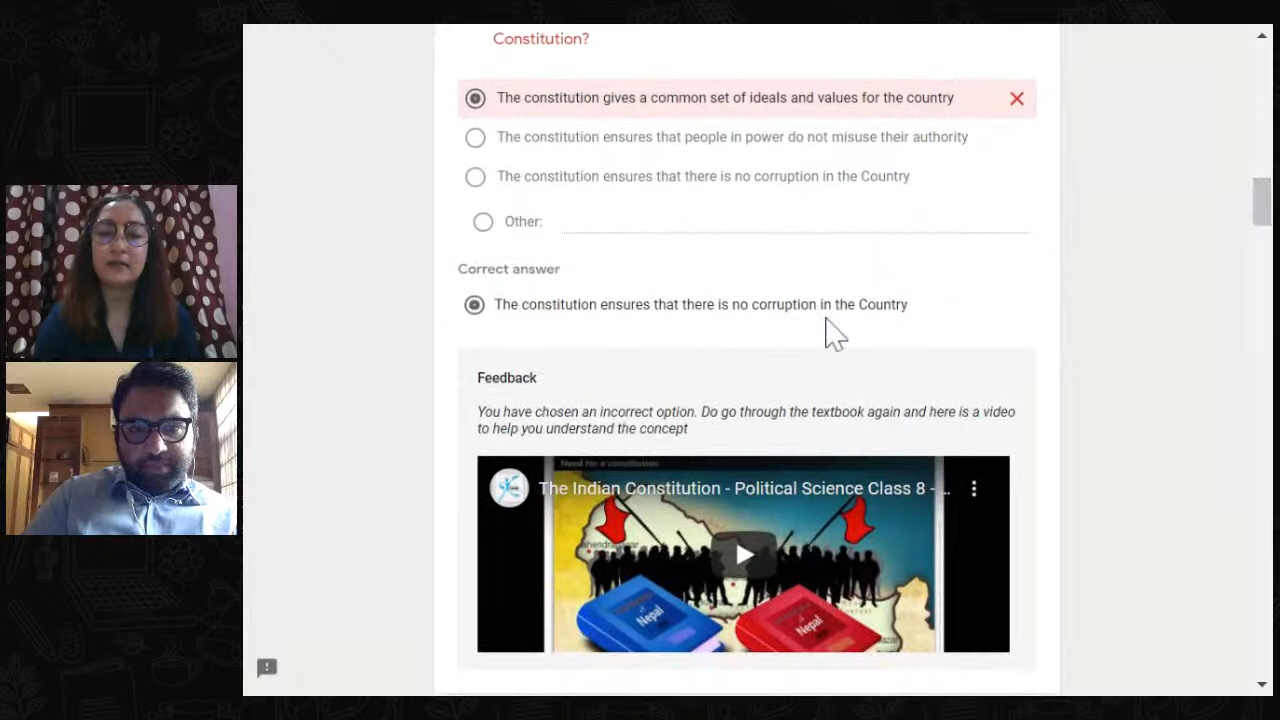 Constitution?
The constitution gives a common set of ideals and values for the country
The constitution ensures that people in power do not misuse their authority
The constitution ensures that there is no corruption in the Country
Other:
Correct answer
The constitution ensures that there is no corruption in the Country
Feedback
You have chosen an incorrect option. Do go through the textbook again and here is a video
to help you understand the concept
Need for a constitution
The Indian Constitution - Political Science Class 8 - ...
Nepal
Nepal